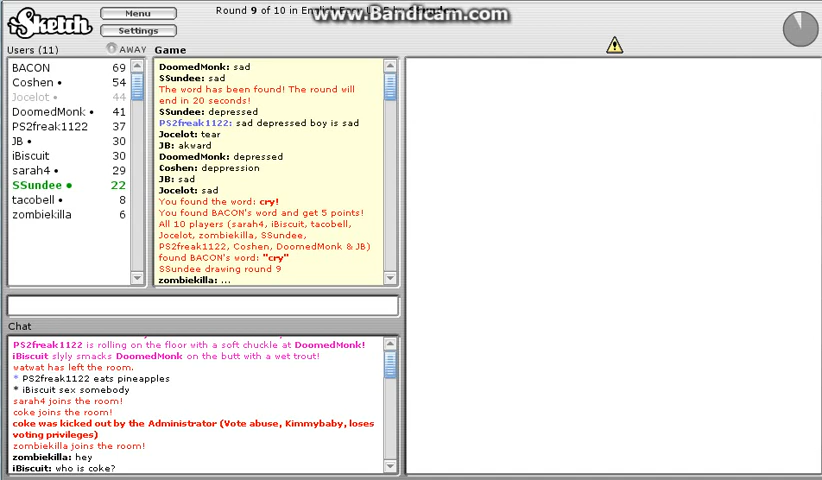 www.Bandicam.com
iSketch
Menu
Round 9 of 10 in English
Settings
Users (11)
AWAY
Game
BACON 69
Coshen • 54
Jocelot • 44
DoomedMonk • 41
PS2freak1122 37
JB • 30
iBiscuit 30
sarah4 • 29
SSundee • 22
tacobell • 8
zombiekilla 6
DoomedMonk: sad
SSundee: sad
The word has been found! The round will
end in 20 seconds!
SSundee: depressed
PS2freak1122: sad depressed boy is sad
Jocelot: tear
JB: akward
DoomedMonk: depressed
Coshen: deppression
JB: sad
Jocelot: sad
You found the word: cry!
You found BACON's word and get 5 points!
All 10 players (sarah4, iBiscuit, tacobell,
Jocelot, zombiekilla, SSundee,
PS2freak1122, Coshen, DoomedMonk & JB)
found BACON's word: "cry"
SSundee drawing round 9
zombiekilla: ...
Chat
PS2freak1122 is rolling on the floor with a soft chuckle at DoomedMonk!
iBiscuit slyly smacks DoomedMonk on the butt with a wet trout!
watwat has left the room.
* PS2freak1122 eats pineapples
* iBiscuit sex somebody
sarah4 joins the room!
coke joins the room!
coke was kicked out by the Administrator (Vote abuse, Kimmybaby, loses
voting privileges)
zombiekilla joins the room!
zombiekilla: hey
iBiscuit: who is coke?